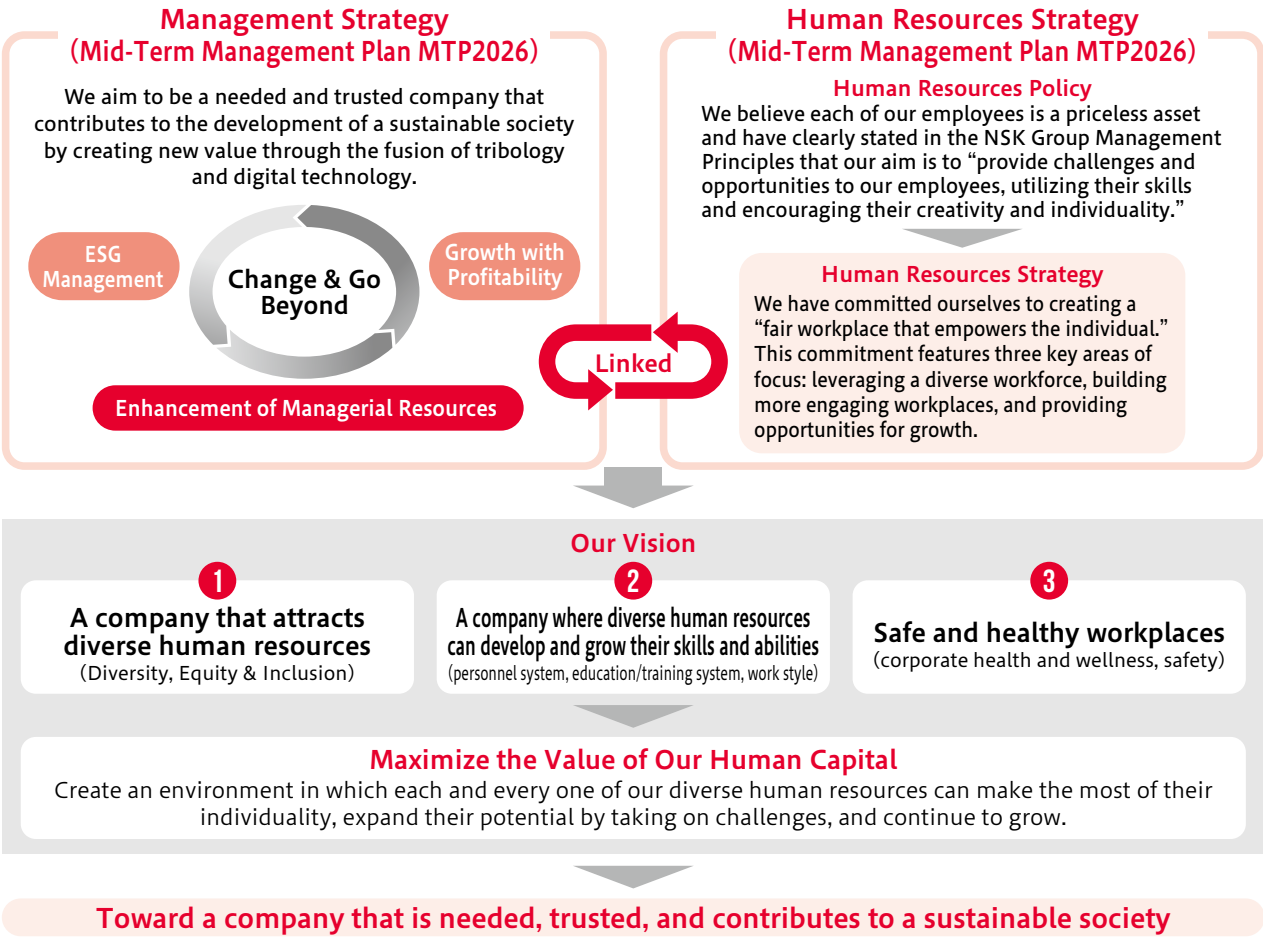 Management Strategy
(Mid-Term Management Plan MTP2026)
We aim to be a needed and trusted company that
contributes to the development of a sustainable society
by creating new value through the fusion of tribology
and digital technology.
ESG
Management
Change & Go
Beyond
Growth with
Profitability
Enhancement of Managerial Resources
Linked
Human Resources Strategy
(Mid-Term Management Plan MTP2026)
Human Resources Policy
We believe each of our employees is a priceless asset
and have clearly stated in the NSK Group Management
Principles that our aim is to “provide challenges and
opportunities to our employees, utilizing their skills
and encouraging their creativity and individuality.”
Human Resources Strategy
We have committed ourselves to creating a
“fair workplace that empowers the individual.”
This commitment features three key areas of
focus: leveraging a diverse workforce, building
more engaging workplaces, and providing
opportunities for growth.
Our Vision
1
A company that attracts
diverse human resources
(Diversity, Equity & Inclusion)
2
A company where diverse human resources
can develop and grow their skills and abilities
(personnel system, education/training system, work style)
3
Safe and healthy workplaces
(corporate health and wellness, safety)
Maximize the Value of Our Human Capital
Create an environment in which each and every one of our diverse human resources can make the most of their
individuality, expand their potential by taking on challenges, and continue to grow.
Toward a company that is needed, trusted, and contributes to a sustainable society